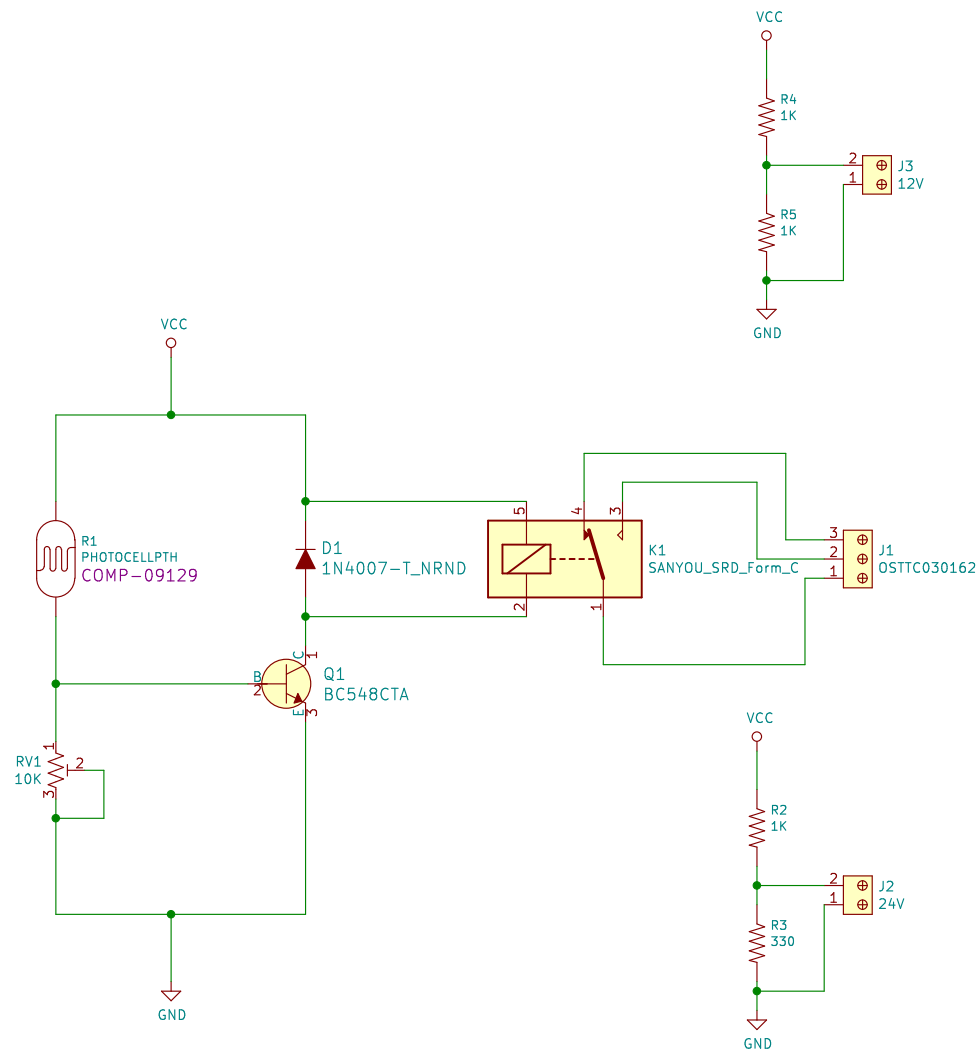 VCC
R4
1K
2
1
J3
12V
R5
1K
GND
VCC
R1
PHOTOCELLPTH
COMP-09129
D1
1N4007-T_NRND
5
4
3
2
1
K1
SANYOU_SRD_Form_C
3
2
1
J1
OSTTC030162
C
1
B
2
E
3
Q1
BC548CTA
RV1
10K
1
2
3
GND
VCC
R2
1K
2
1
J2
24V
R3
330
GND